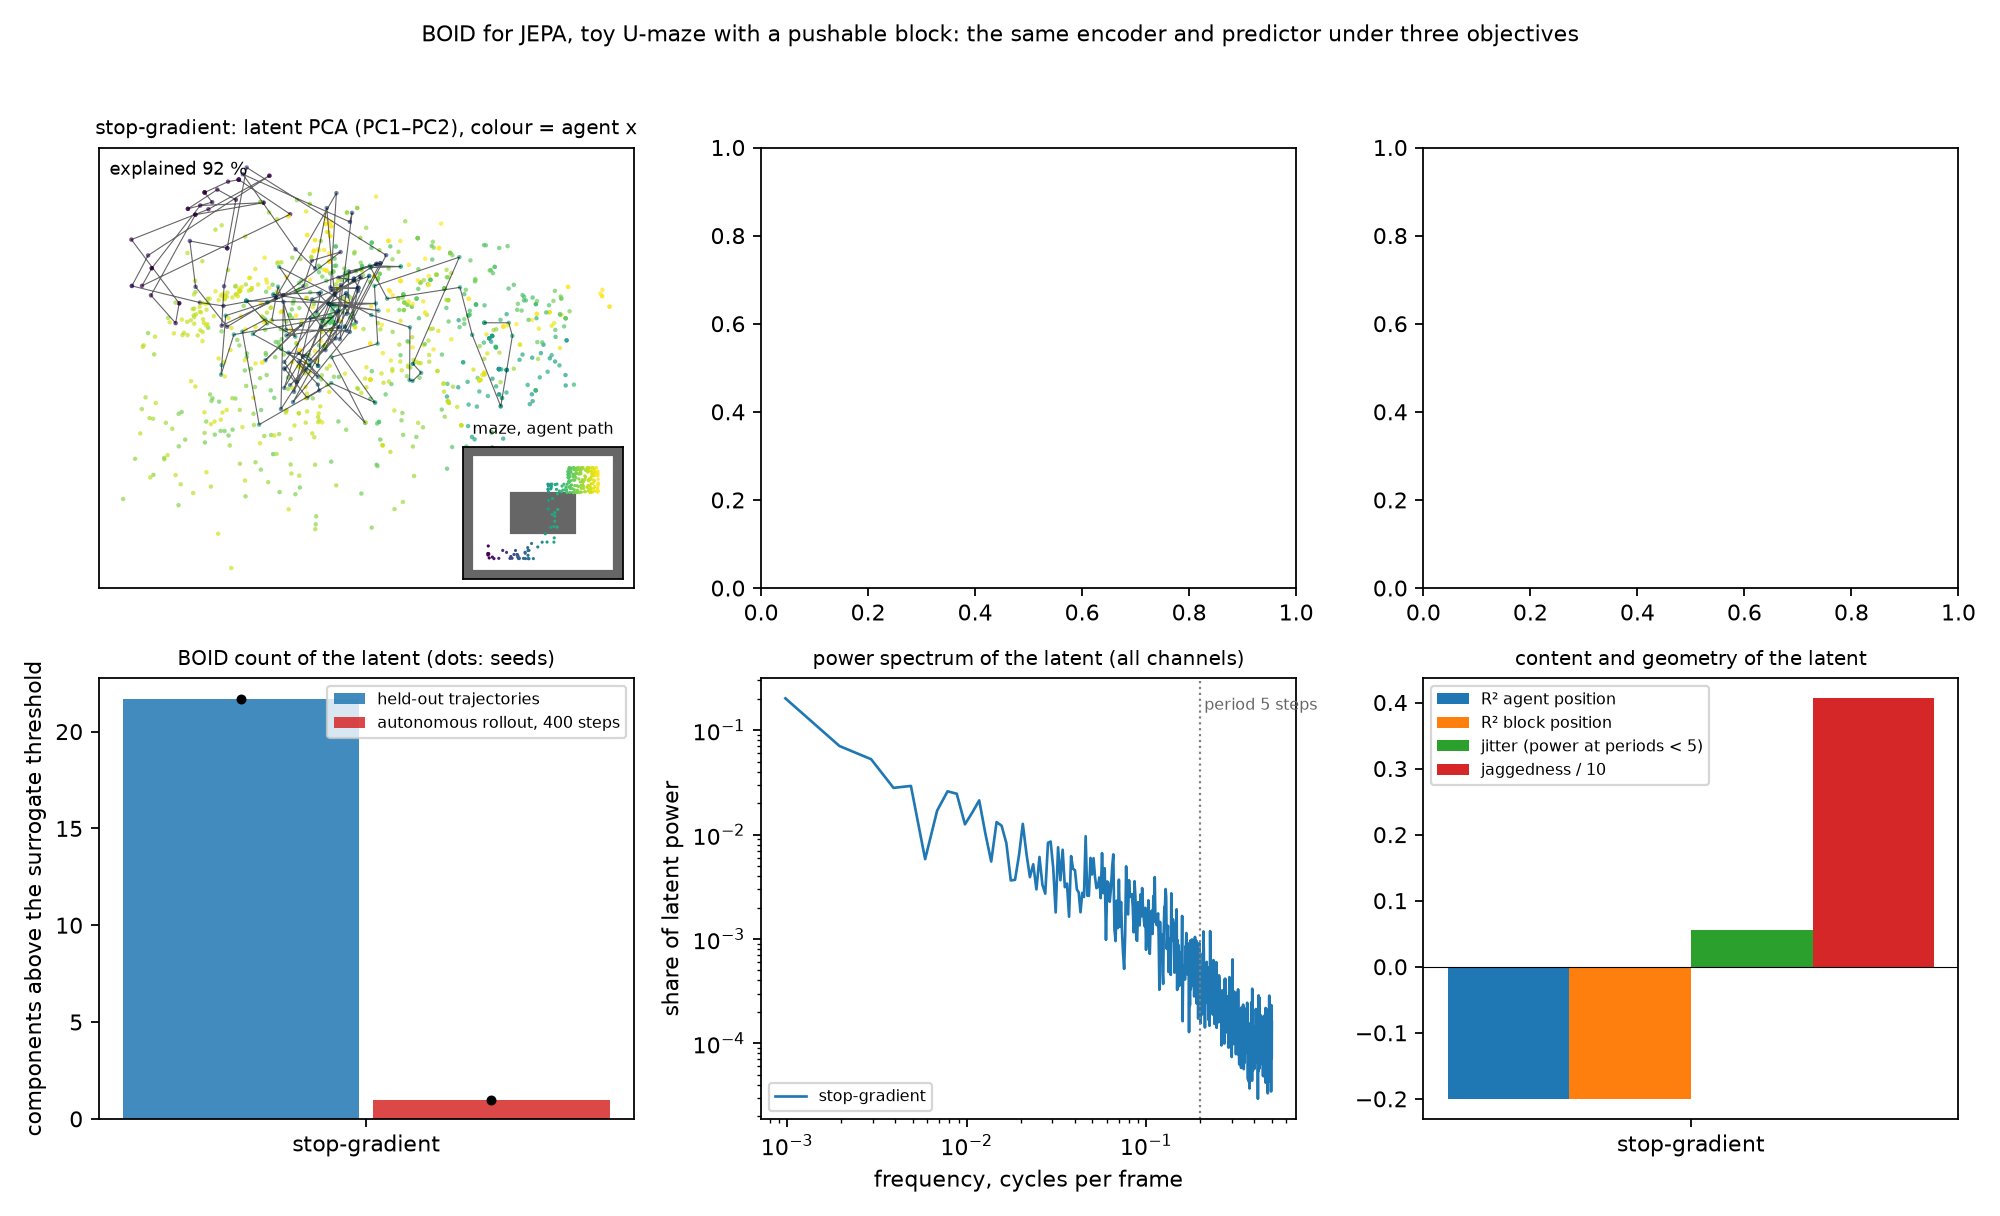 BOID for JEPA, toy U-maze with a pushable block: the same encoder and predictor under three objectives
stop-gradient: latent PCA (PC1–PC2), colour = agent x
explained 92 %
maze, agent path
1.0
0.8
0.6
0.4
0.2
0.0
0.0 0.2 0.4 0.6 0.8 1.0
1.0
0.8
0.6
0.4
0.2
0.0
0.0 0.2 0.4 0.6 0.8 1.0
BOID count of the latent (dots: seeds)
components above the surrogate threshold
20
15
10
5
0
held-out trajectories
autonomous rollout, 400 steps
stop-gradient
power spectrum of the latent (all channels)
share of latent power
10⁻¹
10⁻²
10⁻³
10⁻⁴
period 5 steps
stop-gradient
10⁻³ 10⁻² 10⁻¹
frequency, cycles per frame
content and geometry of the latent
0.4
0.3
0.2
0.1
0.0
−0.1
−0.2
R² agent position
R² block position
jitter (power at periods < 5)
jaggedness / 10
stop-gradient